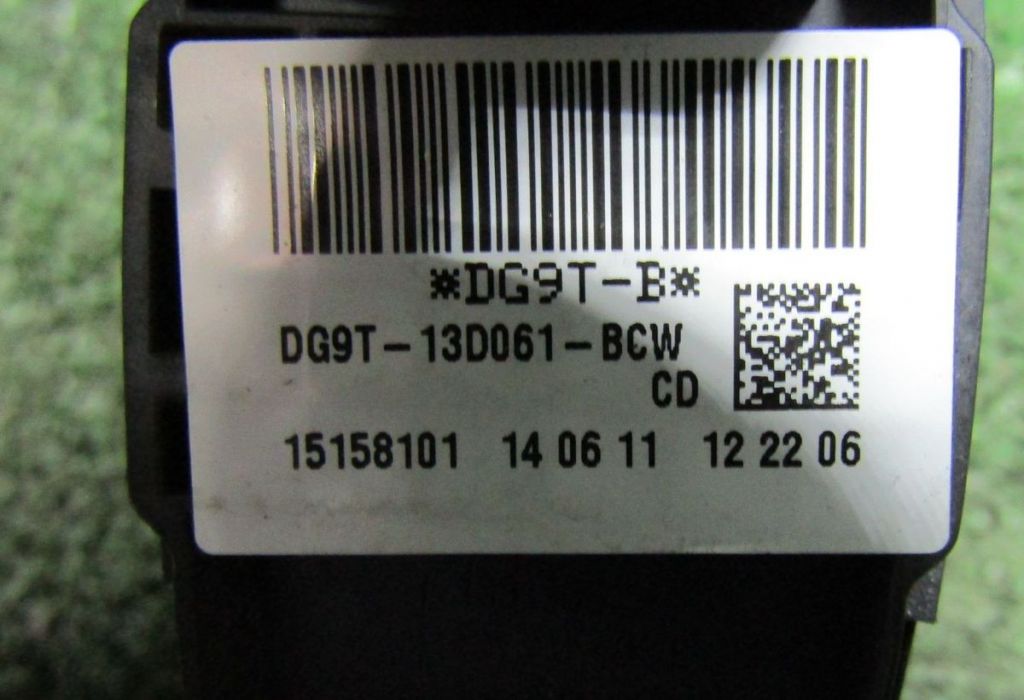 *DG9T-B*
DG9T-13D061-BCW
CD
15158101 14 06 11 12 22 06